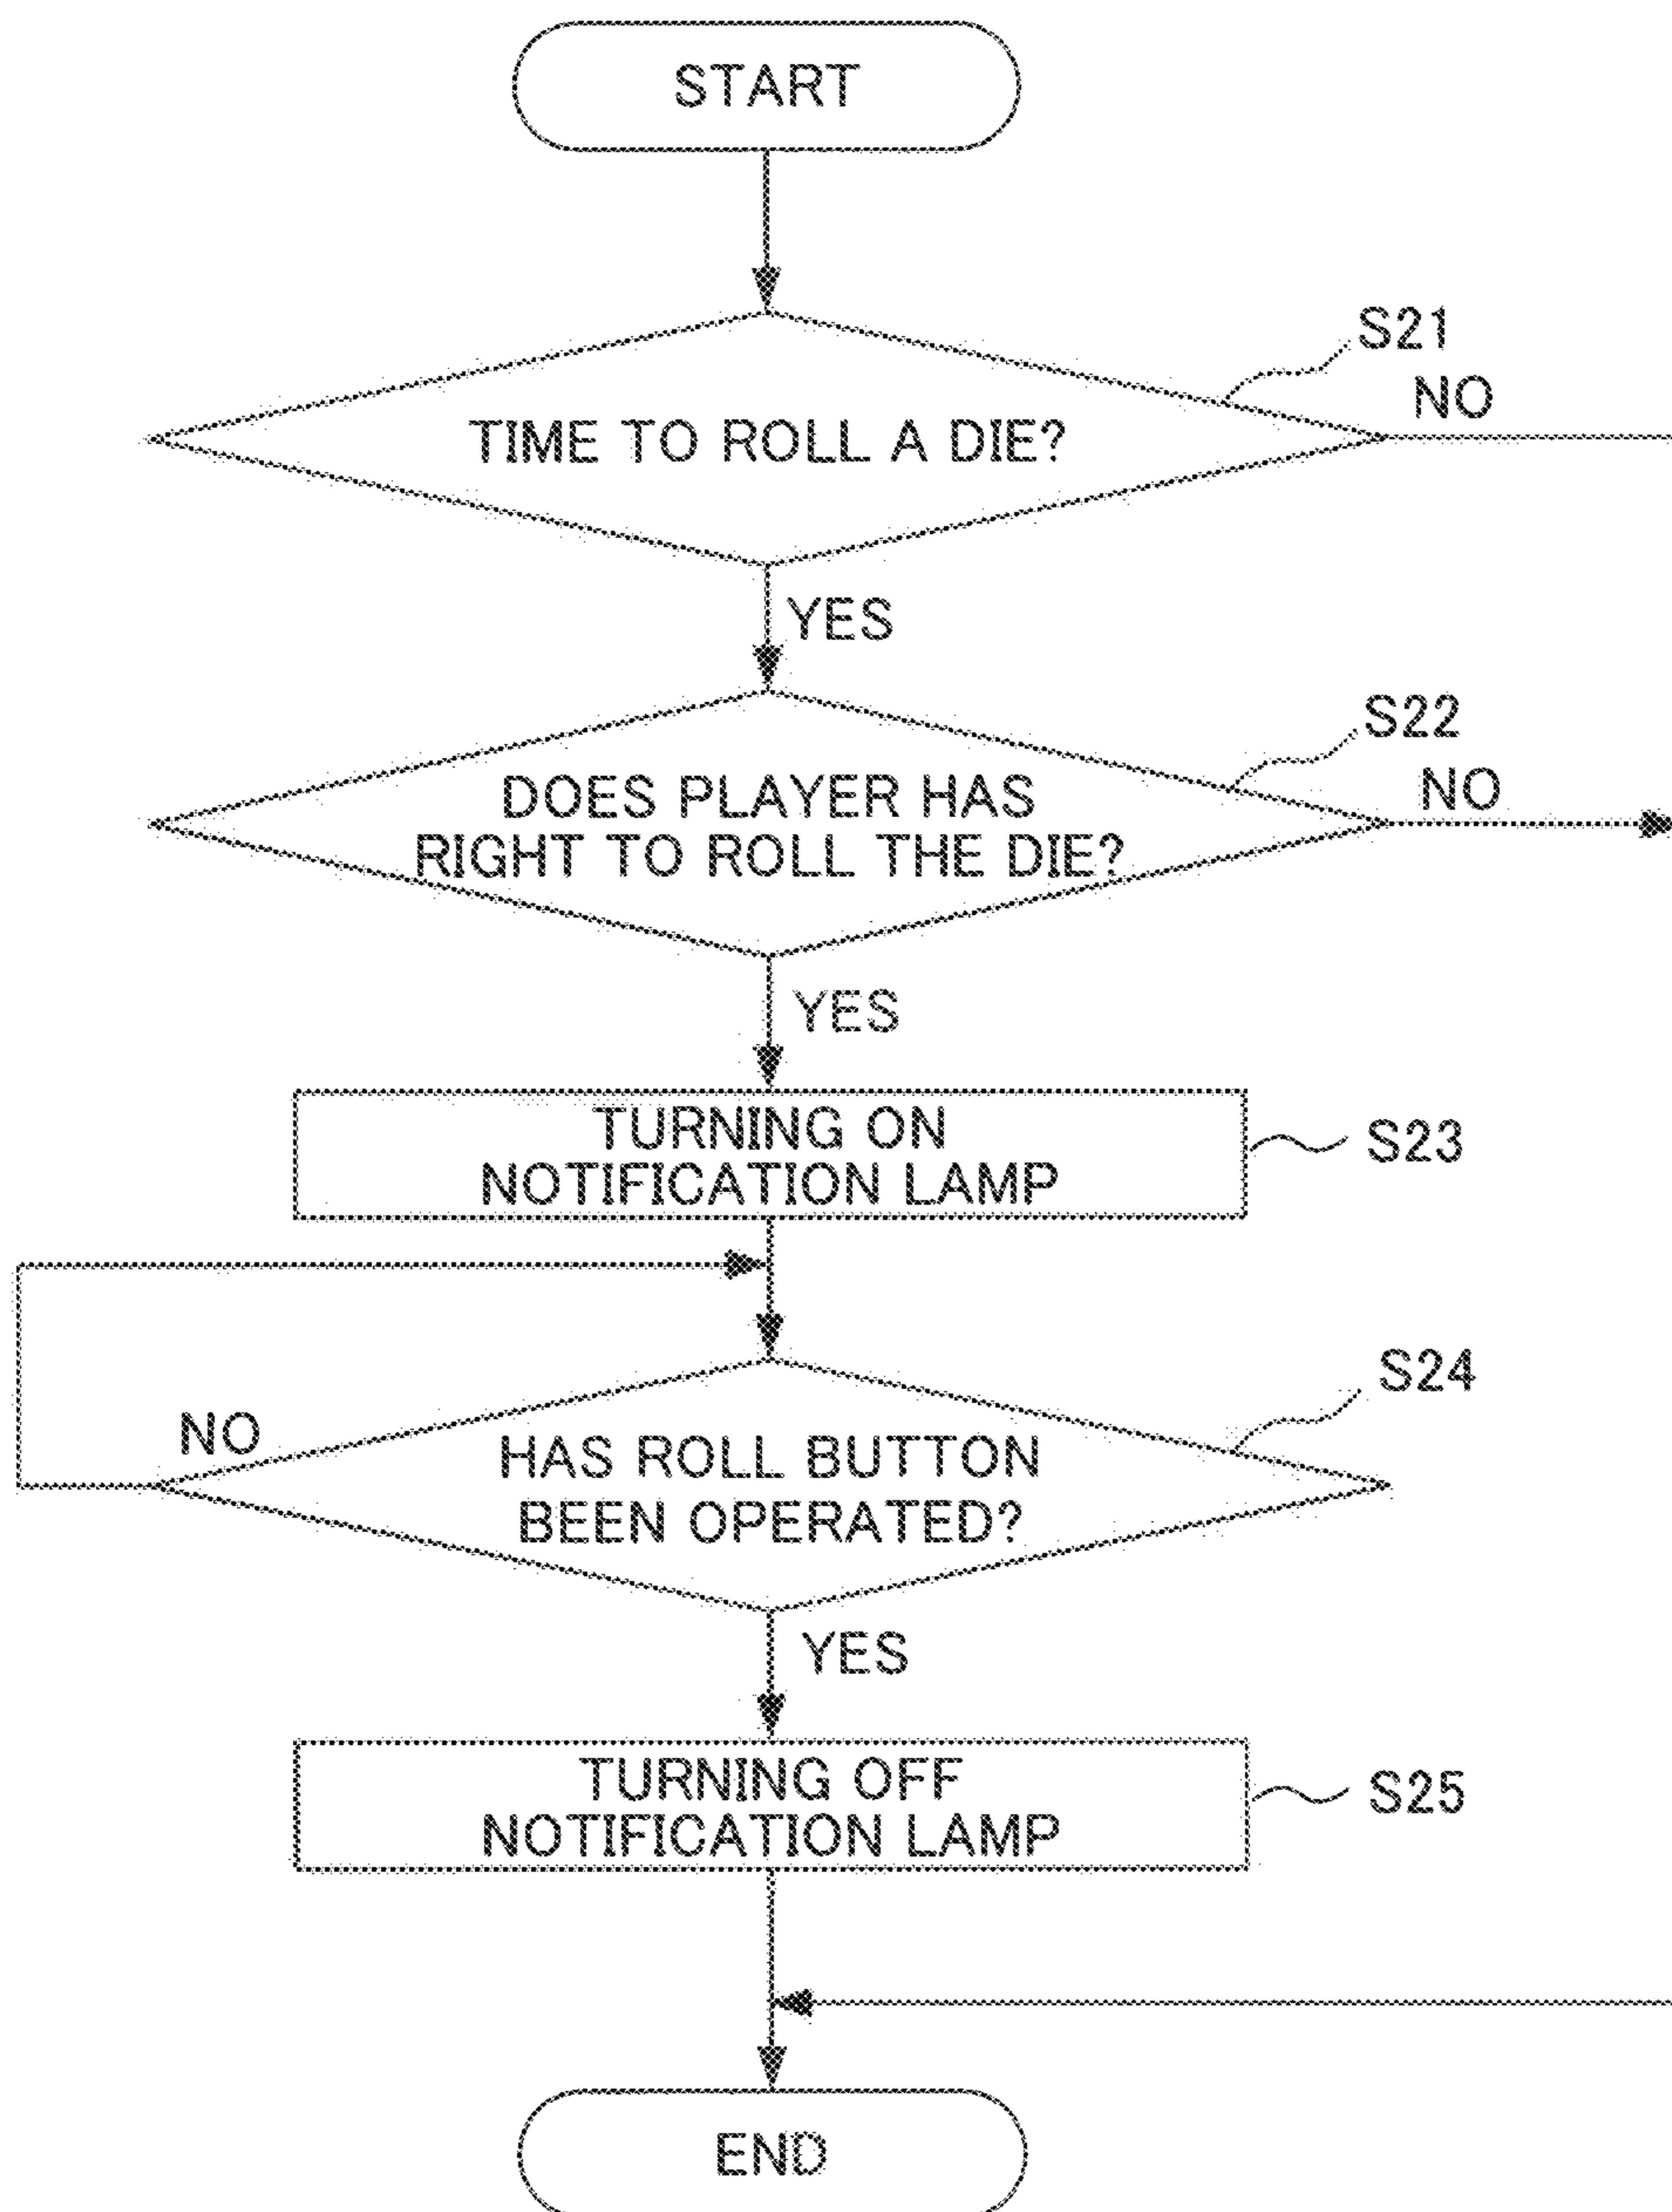 START
S21
NO
TIME TO ROLL A DIE?
YES
S22
NO
DOES PLAYER HAS
RIGHT TO ROLL THE DIE?
YES
TURNING ON
NOTIFICATION LAMP
S23
S24
NO
HAS ROLL BUTTON
BEEN OPERATED?
YES
TURNING OFF
NOTIFICATION LAMP
S25
END